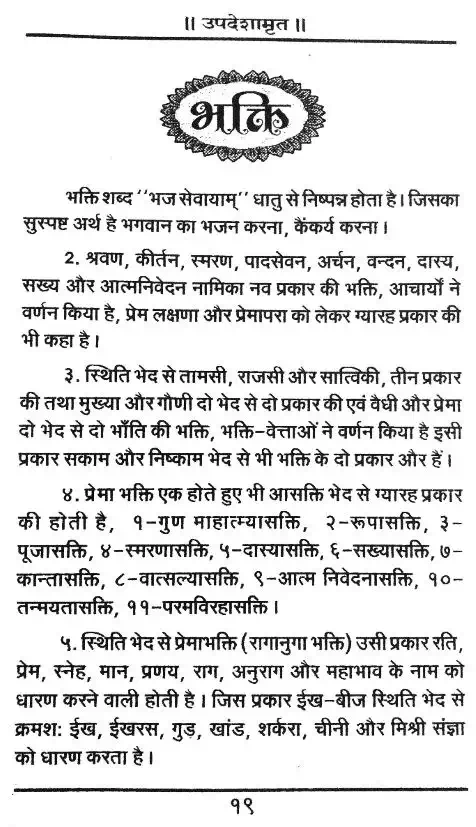 ॥ उपदेशामृत ॥
भक्ति
भक्ति शब्द ''भज सेवायाम्'' धातु से निष्पन्न होता है। जिसका
सुस्पष्ट अर्थ है भगवान का भजन करना, कैंकर्य करना।
2. श्रवण, कीर्तन, स्मरण, पादसेवन, अर्चन, वन्दन, दास्य,
सख्य और आत्मनिवेदन नामिका नव प्रकार की भक्ति, आचार्यों ने
वर्णन किया है, प्रेम लक्षणा और प्रेमापरा को लेकर ग्यारह प्रकार की
भी कहा है।
३. स्थिति भेद से तामसी, राजसी और सात्विकी, तीन प्रकार
की तथा मुख्या और गौणी दो भेद से दो प्रकार की एवं वैधी और प्रेमा
दो भेद से दो भाँति की भक्ति, भक्ति-वेत्ताओं ने वर्णन किया है इसी
प्रकार सकाम और निष्काम भेद से भी भक्ति के दो प्रकार और हैं।
४. प्रेमा भक्ति एक होते हुए भी आसक्ति भेद से ग्यारह प्रकार
की होती है, १-गुण माहात्म्यासक्ति, २-रूपासक्ति, ३-
पूजासक्ति, ४-स्मरणासक्ति, ५-दास्यासक्ति, ६-सख्यासक्ति, ७-
कान्तासक्ति, ८-वात्सल्यासक्ति, ९-आत्म निवेदनासक्ति, १०-
तन्मयतासक्ति, ११-परमविरहासक्ति।
५. स्थिति भेद से प्रेमाभक्ति (रागानुगा भक्ति) उसी प्रकार रति,
प्रेम, स्नेह, मान, प्रणय, राग, अनुराग और महाभाव के नाम को
धारण करने वाली होती है। जिस प्रकार ईख-बीज स्थिति भेद से
क्रमश: ईख, ईखरस, गुड़, खांड, शर्करा, चीनी और मिश्री संज्ञा
को धारण करता है।
१९